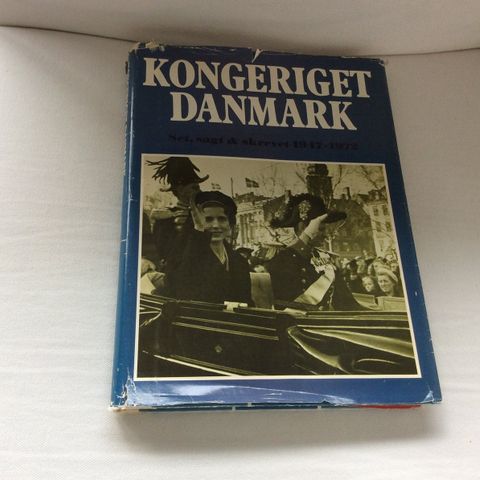 KONGERIGET
DANMARK
Set, sagt & skrevet 1947-1972